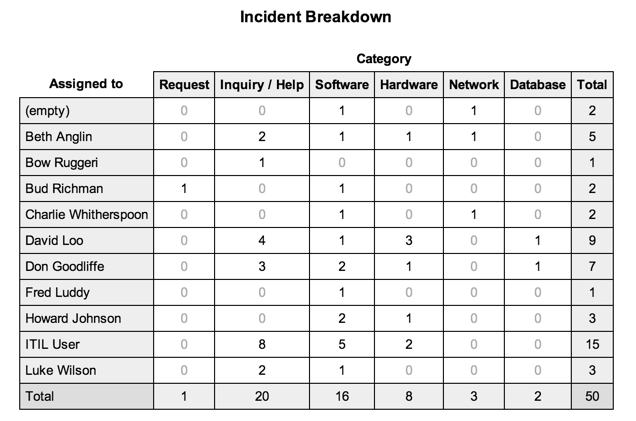 Incident Breakdown
Category
Assigned to Request Inquiry / Help Software Hardware Network Database Total
(empty) 0 0 1 0 1 0 2
Beth Anglin 0 2 1 1 1 0 5
Bow Ruggeri 0 1 0 0 0 0 1
Bud Richman 1 0 1 0 0 0 2
Charlie Whitherspoon 0 0 1 0 1 0 2
David Loo 0 4 1 3 0 1 9
Don Goodliffe 0 3 2 1 0 1 7
Fred Luddy 0 0 1 0 0 0 1
Howard Johnson 0 0 2 1 0 0 3
ITIL User 0 8 5 2 0 0 15
Luke Wilson 0 2 1 0 0 0 3
Total 1 20 16 8 3 2 50